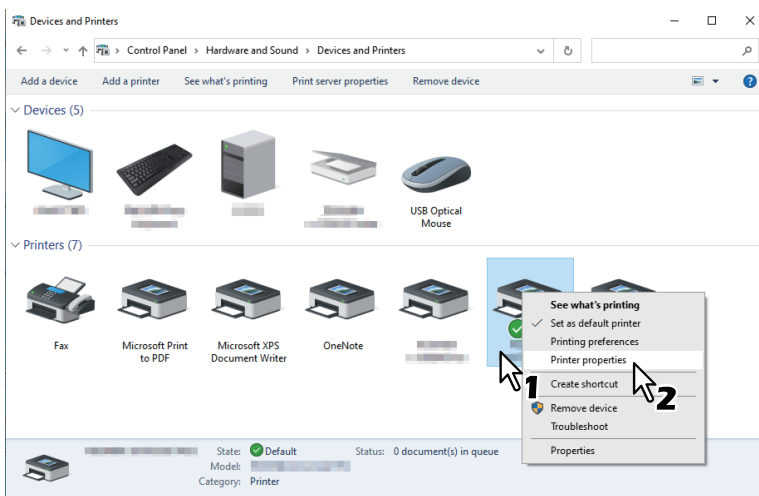 Devices and Printers
Control Panel > Hardware and Sound > Devices and Printers
Add a device Add a printer See what's printing Print server properties Remove device
Devices (5)
USB Optical
Mouse
Printers (7)
Fax
Microsoft Print
to PDF
Microsoft XPS
Document Writer
OneNote
See what's printing
Set as default printer
Printing preferences
Printer properties
Create shortcut
Remove device
Troubleshoot
Properties
1
2
State: Default Status: 0 document(s) in queue
Model:
Category: Printer